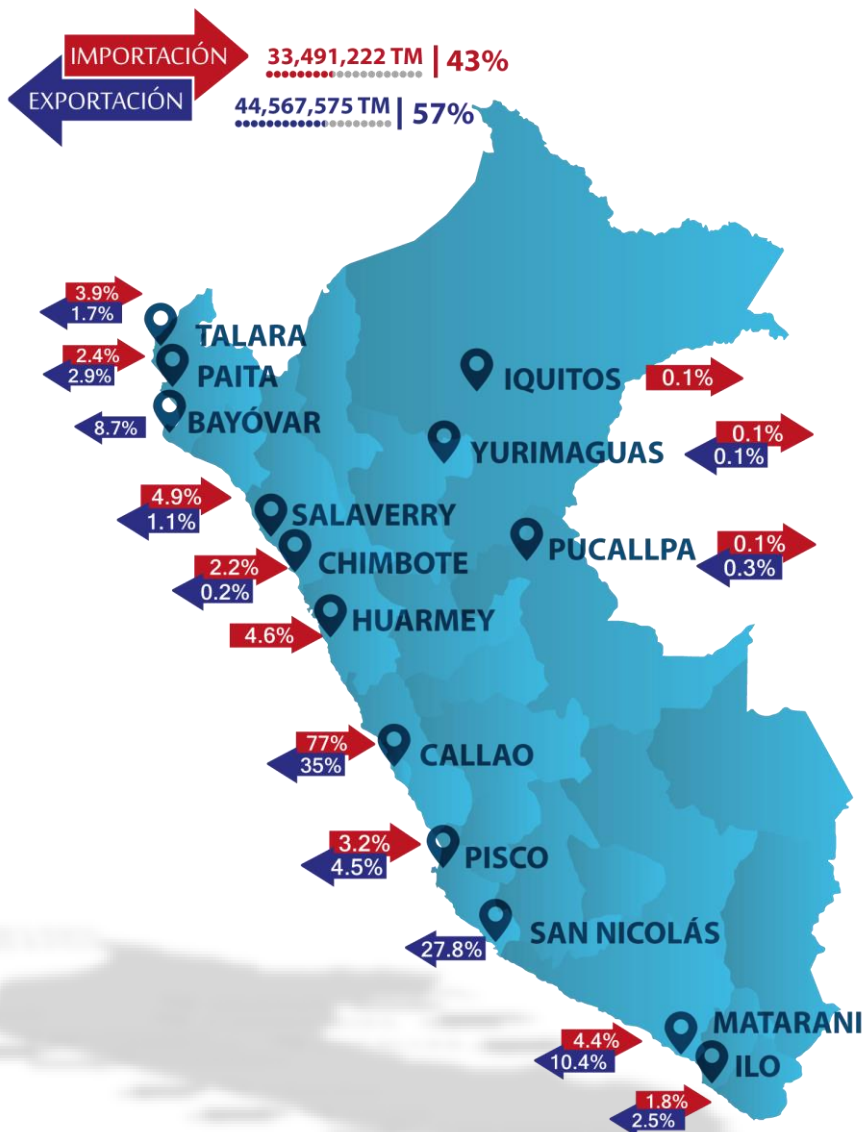 IMPORTACIÓN
33,491,222 TM | 43%
EXPORTACIÓN
44,567,575 TM | 57%
3.9%
1.7%
TALARA
2.4%
2.9%
PAITA
8.7%
BAYÓVAR
IQUITOS
0.1%
YURIMAGUAS
0.1%
0.1%
4.9%
1.1%
SALAVERRY
2.2%
0.2%
CHIMBOTE
PUCALLPA
0.1%
0.3%
4.6%
HUARMEY
77%
35%
CALLAO
3.2%
4.5%
PISCO
27.8%
SAN NICOLÁS
4.4%
10.4%
MATARANI
1.8%
2.5%
ILO